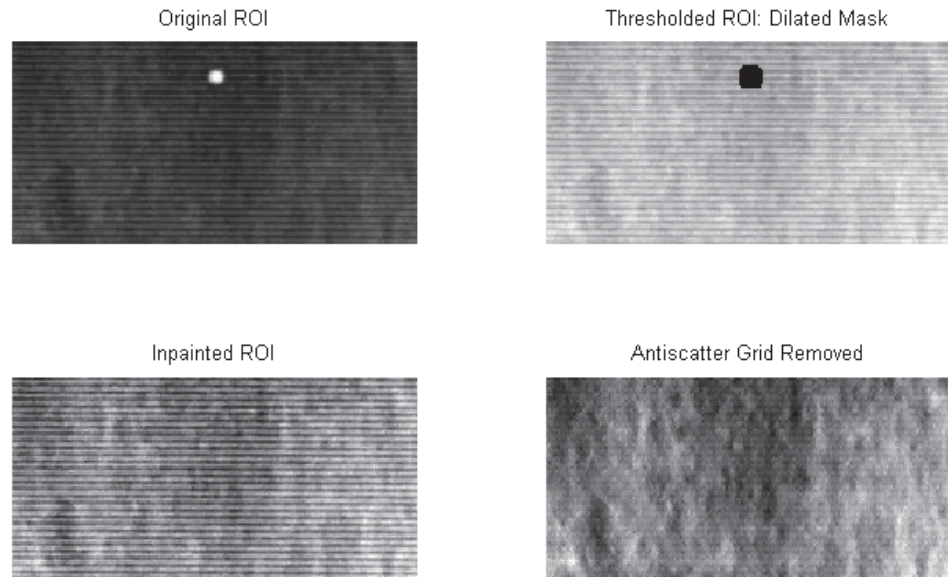 Original ROI
Thresholded ROI: Dilated Mask
Inpainted ROI
Antiscatter Grid Removed